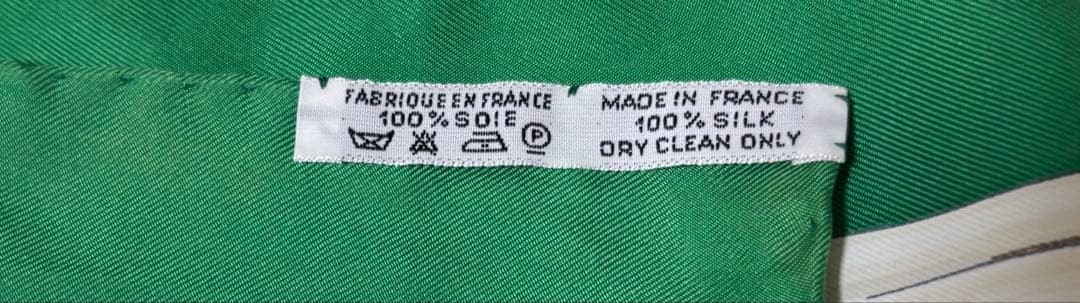 FABRIQUE EN FRANCE
100% SOIE
P
MADE IN FRANCE
100% SILK
DRY CLEAN ONLY